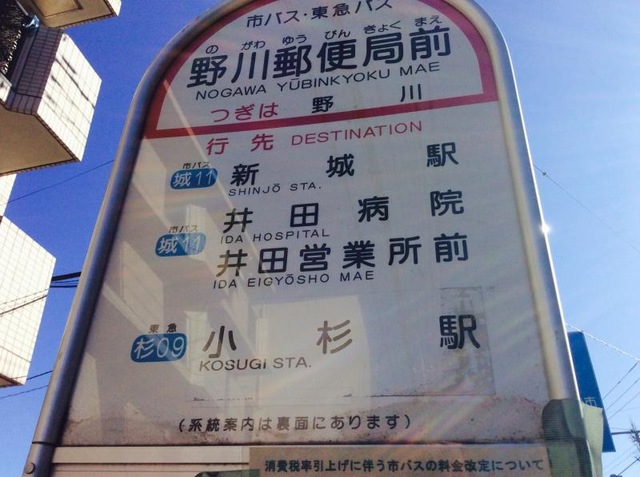 市バス・東急バス
の がわ ゆう びん きょく まえ
野川郵便局前
NOGAWA YŪBINKYOKU MAE
つぎは 野川
行先 DESTINATION
市バス
城11 新城駅
SHINJŌ STA.
井田病院
IDA HOSPITAL
市バス
城11
井田営業所前
IDA EIGYŌSHO MAE
東急
杉09 小杉駅
KOSUGI STA.
(系統案内は裏面にあります)
消費税率引上げに伴う市バスの料金改定について
市